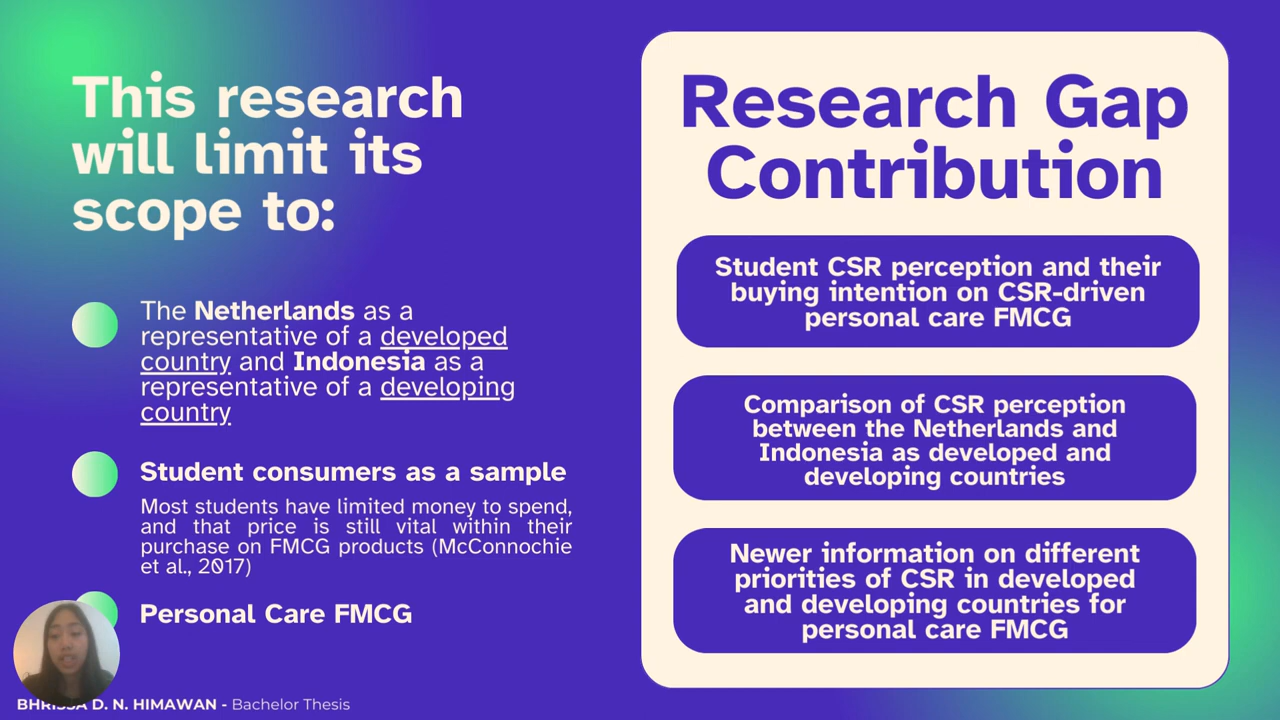 This research
will limit its
scope to:
The Netherlands as a
representative of a developed
country and Indonesia as a
representative of a developing
country
Student consumers as a sample
Most students have limited money to spend,
and that price is still vital within their
purchase on FMCG products (McConnochie
et al., 2017)
Personal Care FMCG
BHRISSA D. N. HIMAWAN - Bachelor Thesis
Research Gap
Contribution
Student CSR perception and their
buying intention on CSR-driven
personal care FMCG
Comparison of CSR perception
between the Netherlands and
Indonesia as developed and
developing countries
Newer information on different
priorities of CSR in developed
and developing countries for
personal care FMCG